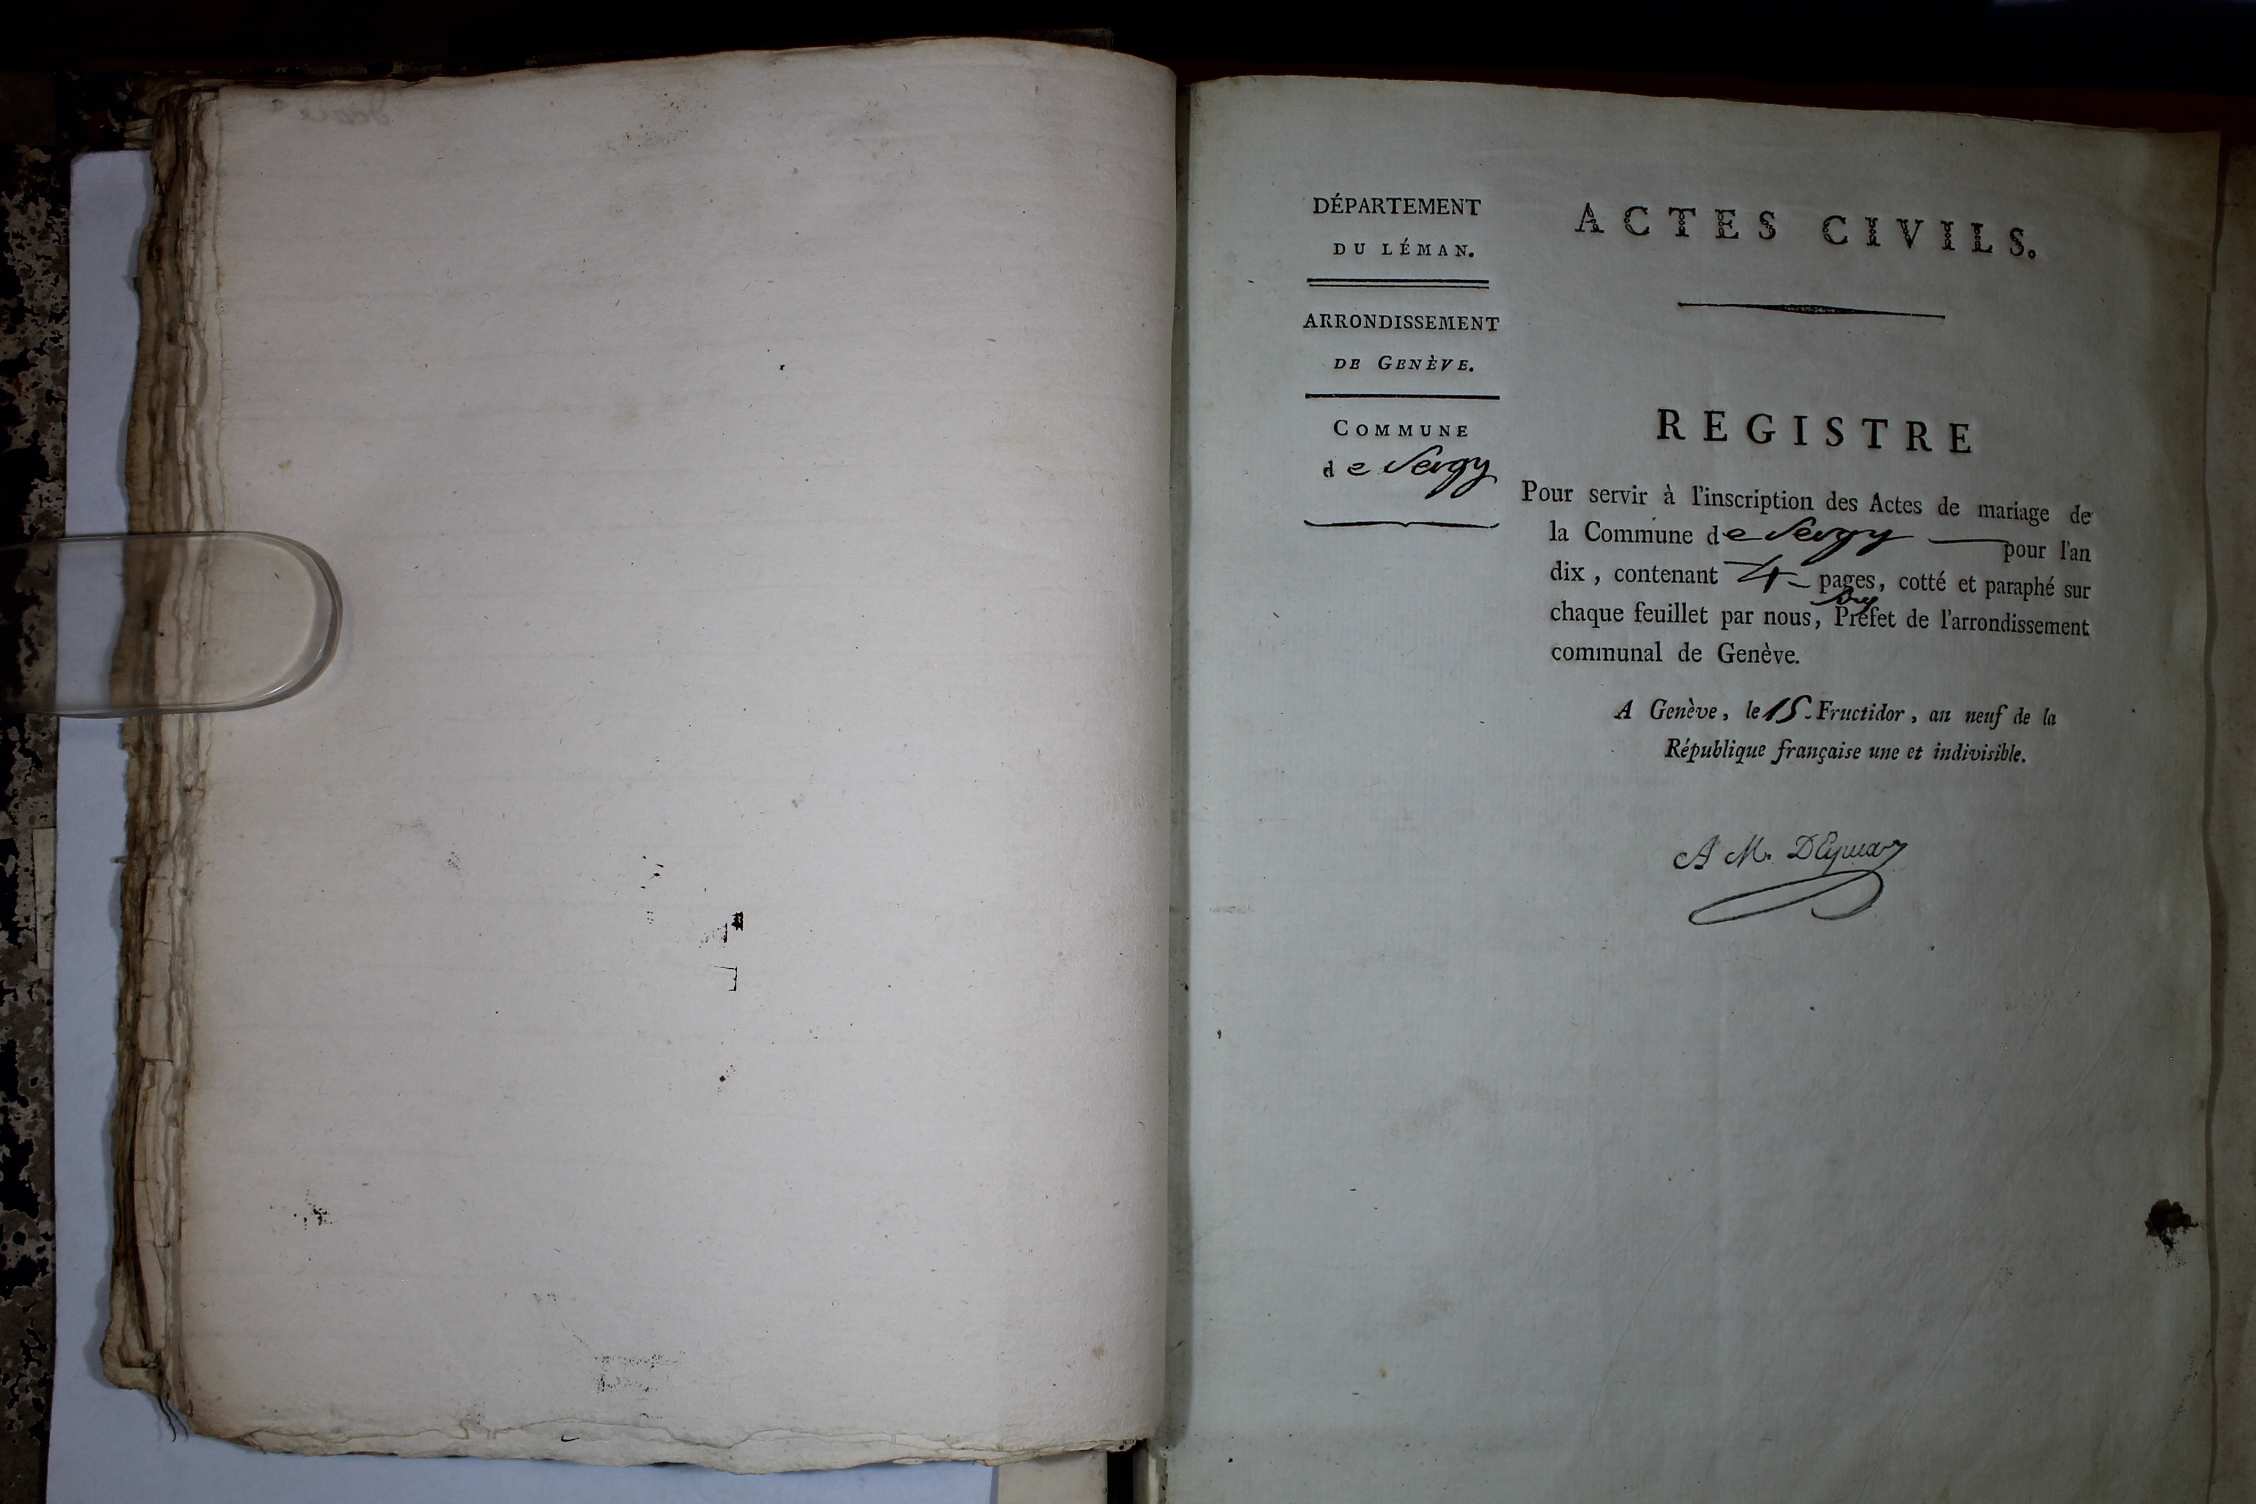 DÉPARTEMENT
DU LÉMAN.
ARRONDISSEMENT
DE GENÈVE.
COMMUNE
de Sergy
ACTES CIVILS.
REGISTRE
Pour servir à l'inscription des Actes de mariage de
la Commune de Sergy pour l'an
dix, contenant 4 pages, cotté et paraphé sur
chaque feuillet par nous, Préfet de l'arrondissement
communal de Genève.
A Genève, le 15 Fructidor, an neuf de la
République française une et indivisible.
A M. DEymar